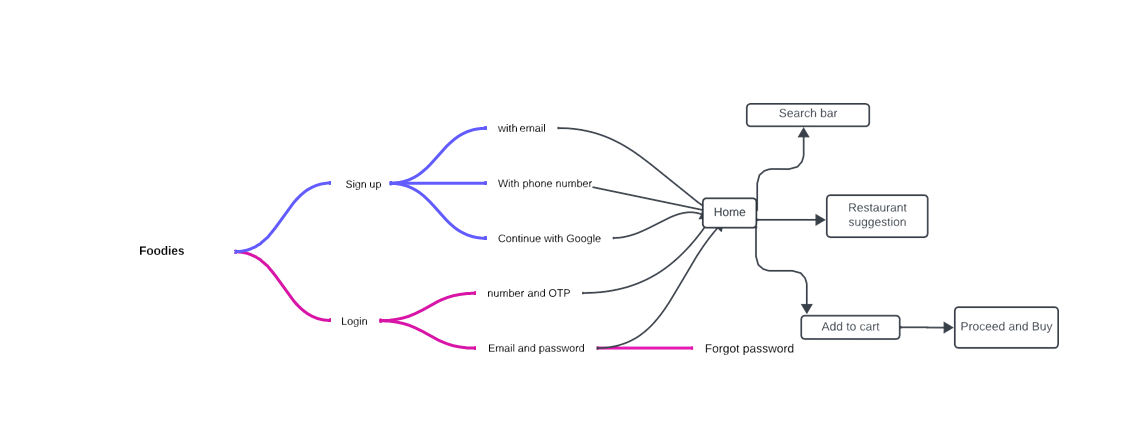 Search bar
with email
With phone number
Sign up
Home
Restaurant
suggestion
Continue with Google
Foodies
number and OTP
Login
Add to cart
Proceed and Buy
Email and password
Forgot password